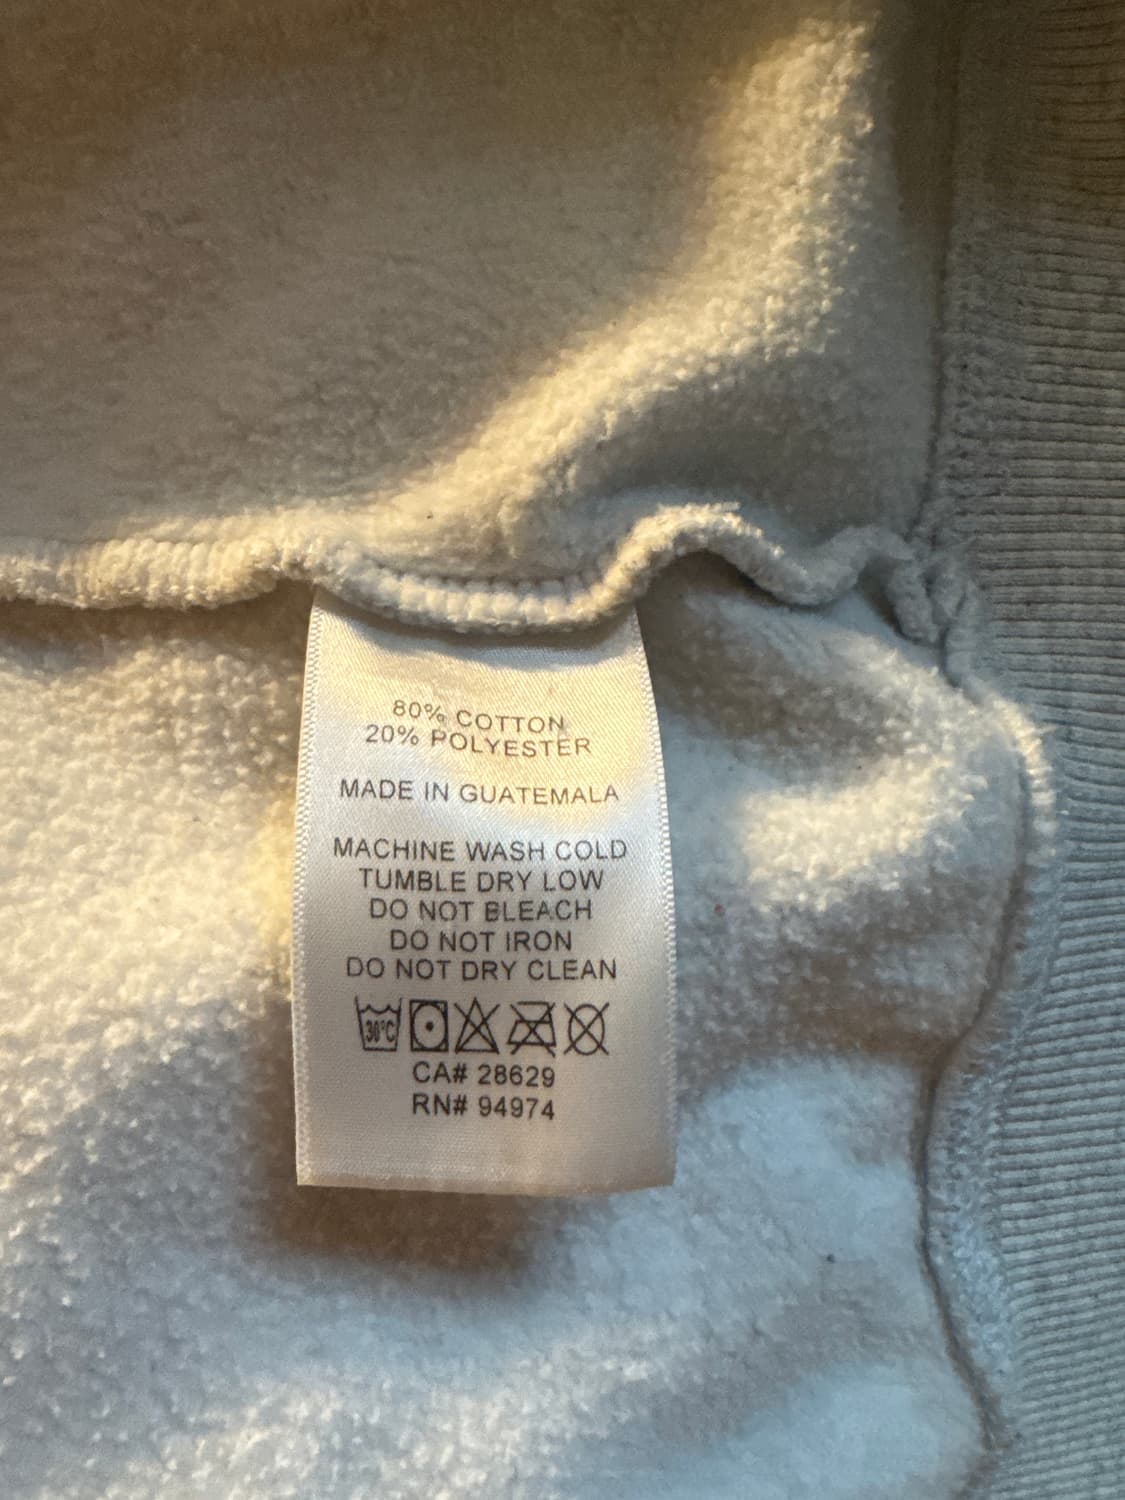 80% COTTON
20% POLYESTER
MADE IN GUATEMALA
MACHINE WASH COLD
TUMBLE DRY LOW
DO NOT BLEACH
DO NOT IRON
DO NOT DRY CLEAN
30°C
CA# 28629
RN# 94974